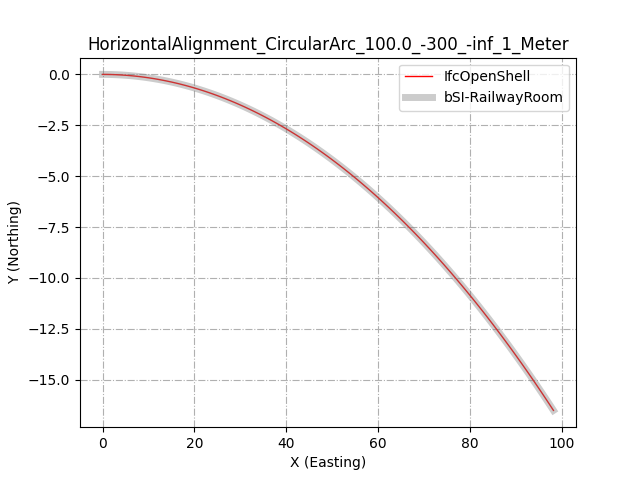 HorizontalAlignment_CircularArc_100.0_-300_-inf_1_Meter
IfcOpenShell
bSI-RailwayRoom
0.0
−2.5
−5.0
−7.5
−10.0
−12.5
−15.0
Y (Northing)
0 20 40 60 80 100
X (Easting)